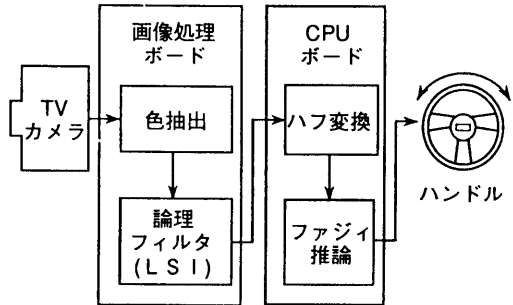 TV
カメラ
画像処理
ボード
色抽出
論理
フィルタ
(LSI)
CPU
ボード
ハフ変換
ファジィ
推論
ハンドル